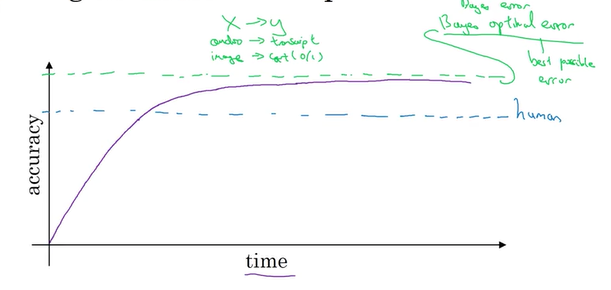 Bayes error
Bayes optimal error
best possible
error
X → y
audio → transcript
image → cat (0/1)
human
accuracy
time